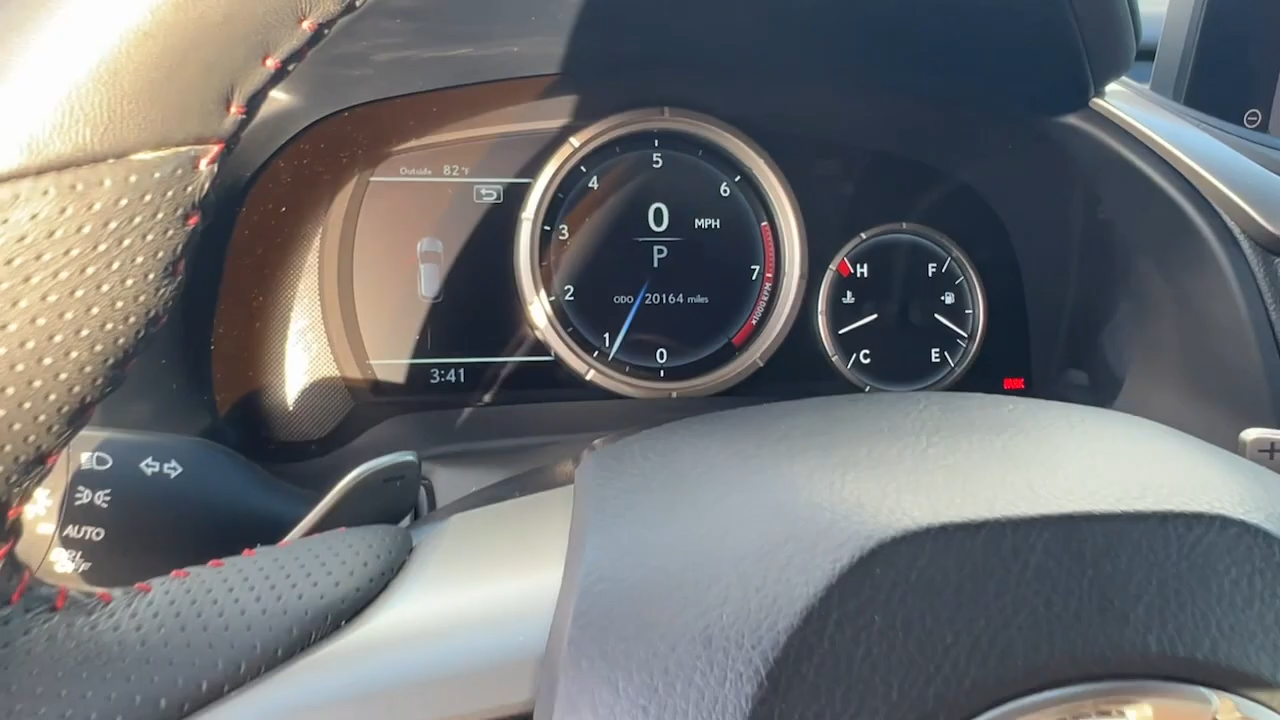 Outside 82°F
5
4
6
3
0 MPH
P
7
2
ODO 20164 miles
x1000 RPM
1
0
H
F
C
E
3:41
AUTO
OFF
+
-